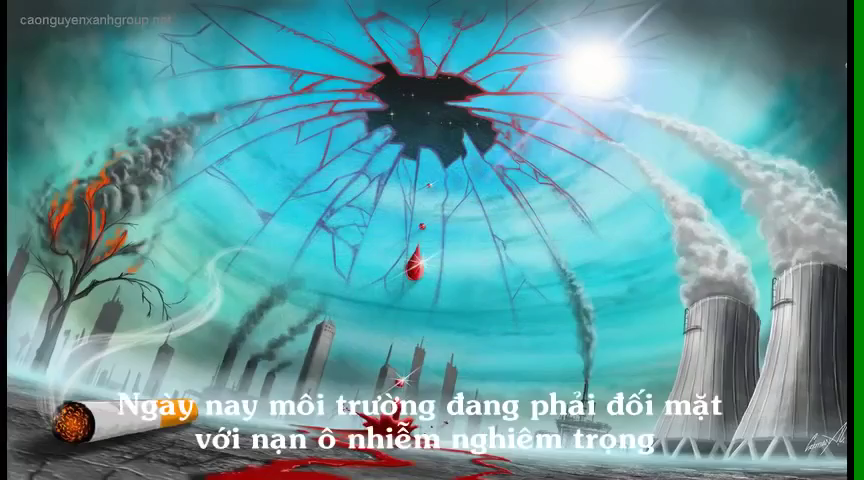 caonguyenxanhgroup.net
Ngày nay môi trường đang phải đối mặt
với nạn ô nhiễm nghiêm trọng